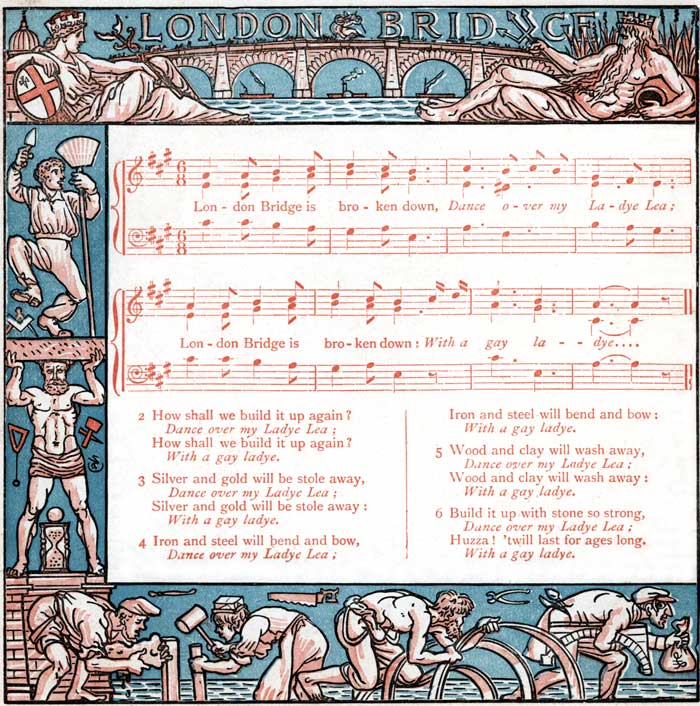 LONDON BRIDGE
6 8
Lon-don Bridge is bro-ken down, Dance o-ver my La-dye Lea;
6 8
Lon-don Bridge is bro-ken down: With a gay la--dye....
2 How shall we build it up again?
Dance over my Ladye Lea;
How shall we build it up again?
With a gay ladye.
3 Silver and gold will be stole away,
Dance over my Ladye Lea;
Silver and gold will be stole away:
With a gay ladye.
4 Iron and steel will bend and bow,
Dance over my Ladye Lea;
Iron and steel will bend and bow:
With a gay ladye.
5 Wood and clay will wash away,
Dance over my Ladye Lea;
Wood and clay will wash away:
With a gay ladye.
6 Build it up with stone so strong,
Dance over my Ladye Lea;
Huzza! 'twill last for ages long.
With a gay ladye.